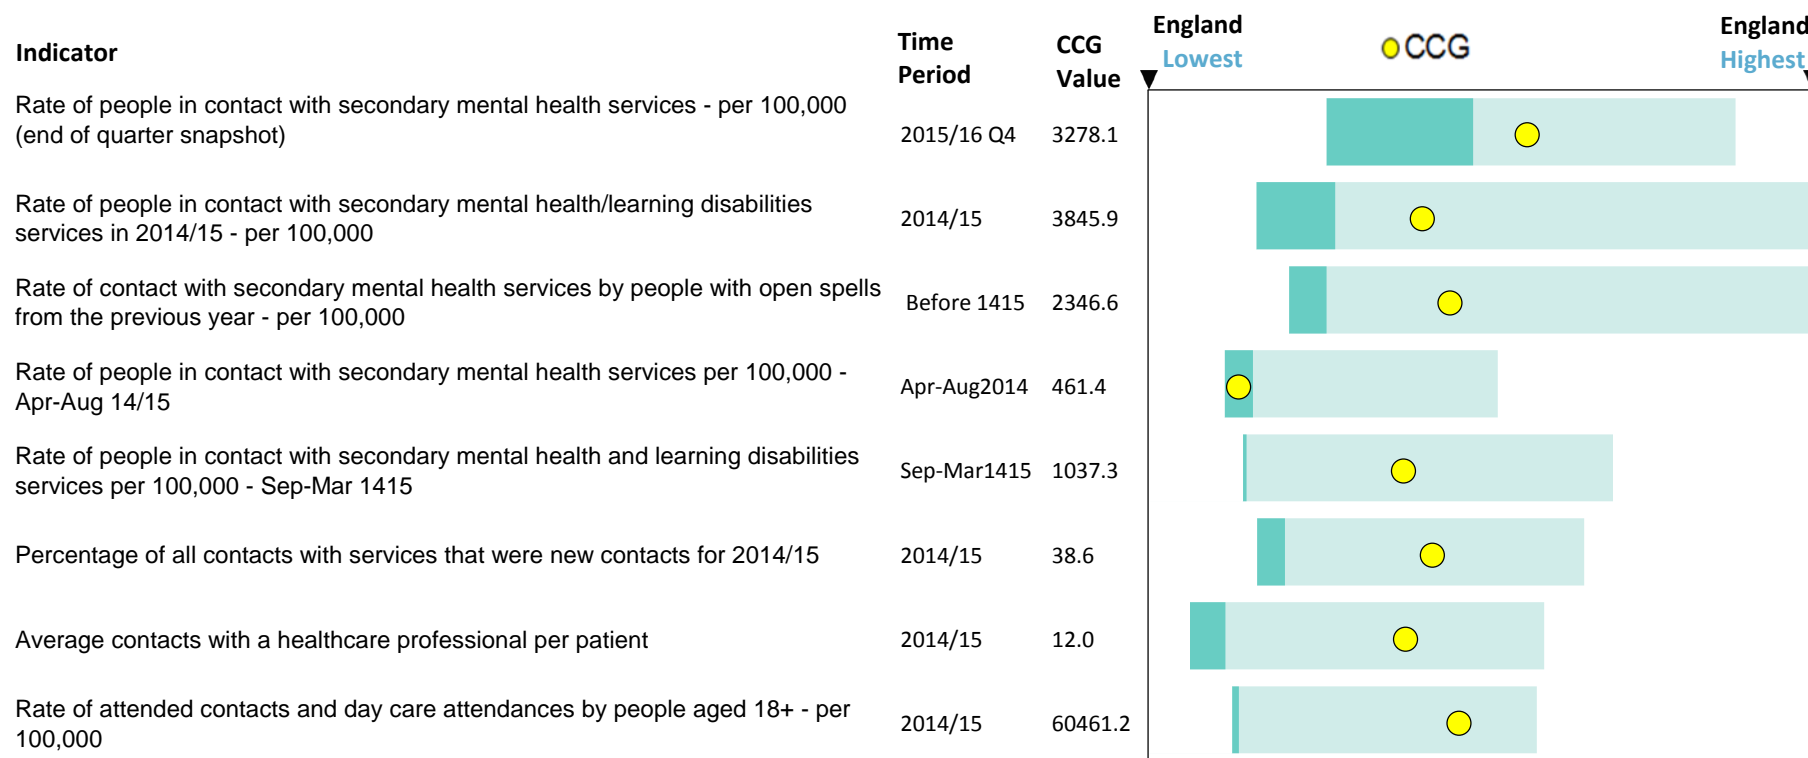 Indicator
Time Period
CCG Value
England Lowest
CCG
England Highest
Rate of people in contact with secondary mental health services - per 100,000
(end of quarter snapshot)
2015/16 Q4
3278.1
Rate of people in contact with secondary mental health/learning disabilities
services in 2014/15 - per 100,000
2014/15
3845.9
Rate of contact with secondary mental health services by people with open spells
from the previous year - per 100,000
Before 1415
2346.6
Rate of people in contact with secondary mental health services per 100,000 -
Apr-Aug 14/15
Apr-Aug2014
461.4
Rate of people in contact with secondary mental health and learning disabilities
services per 100,000 - Sep-Mar 1415
Sep-Mar1415
1037.3
Percentage of all contacts with services that were new contacts for 2014/15
2014/15
38.6
Average contacts with a healthcare professional per patient
2014/15
12.0
Rate of attended contacts and day care attendances by people aged 18+ - per
100,000
2014/15
60461.2